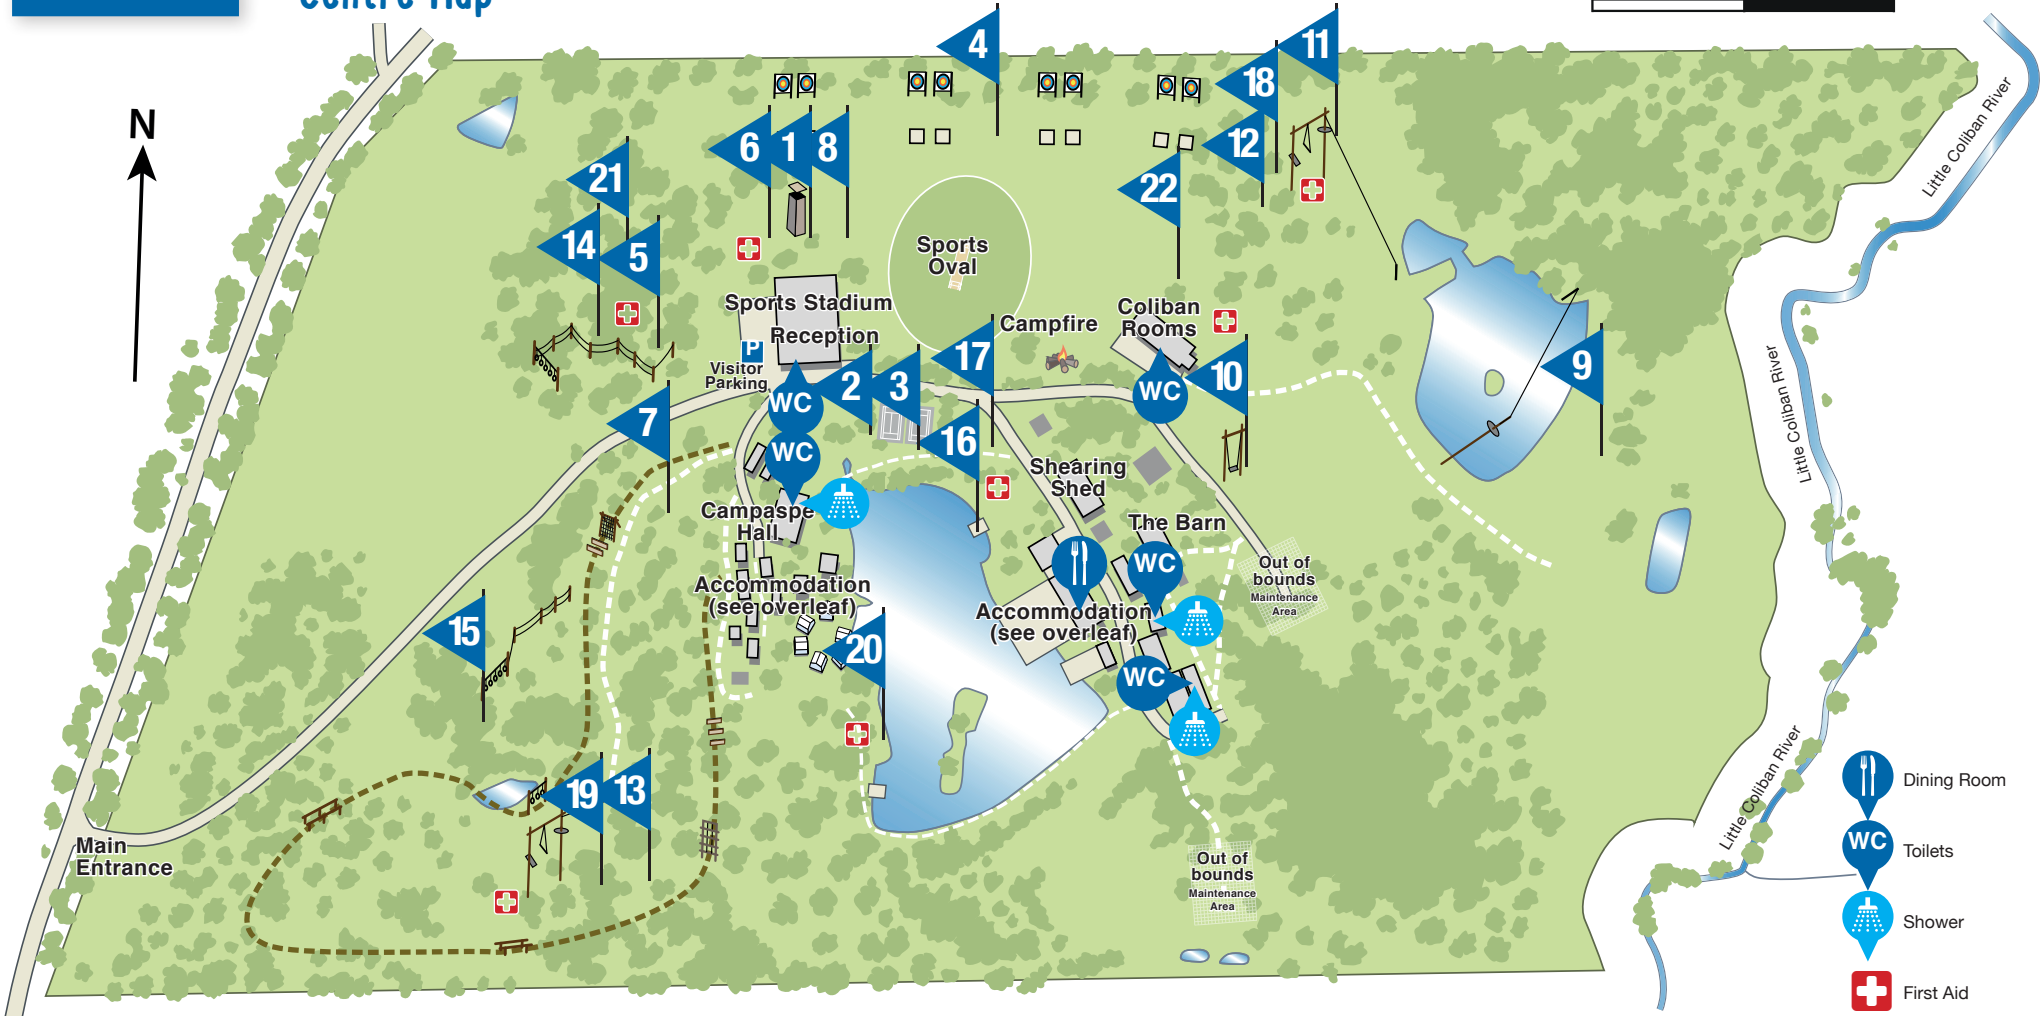 Centre Map
N
4
11
18
6
1
8
12
21
22
14
5
Sports
Oval
Sports Stadium
Reception
Coliban
Rooms
Campfire
P
Visitor
Parking
17
9
2
3
10
WC
WC
7
16
WC
Shearing
Shed
Campaspe
Hall
The Barn
WC
Out of
bounds
Maintenance
Area
Accommodation
(see overleaf)
Accommodation
(see overleaf)
15
20
WC
19
13
Main
Entrance
Out of
bounds
Maintenance
Area
Little Coliban River
Little Coliban River
Little Coliban River
Dining Room
WC
Toilets
Shower
First Aid